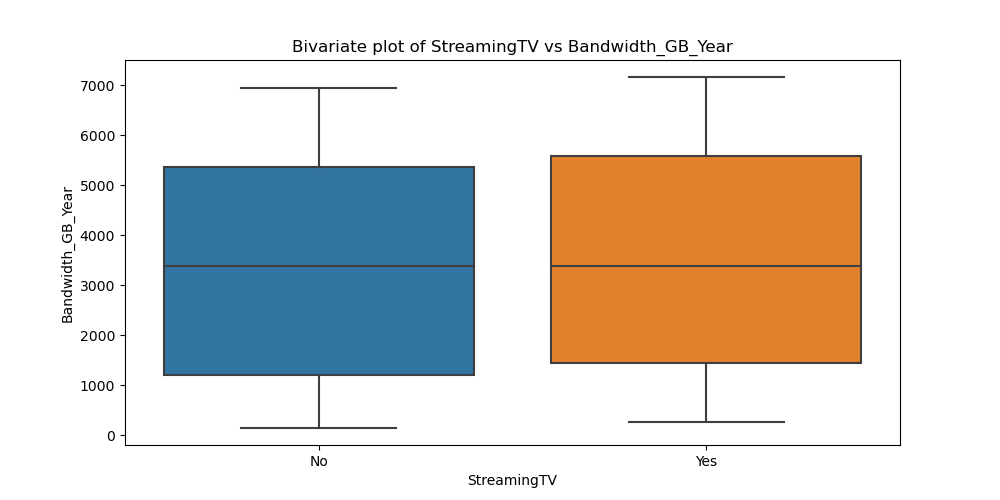 Bivariate plot of StreamingTV vs Bandwidth_GB_Year
Bandwidth_GB_Year
7000
6000
5000
4000
3000
2000
1000
0
No
Yes
StreamingTV